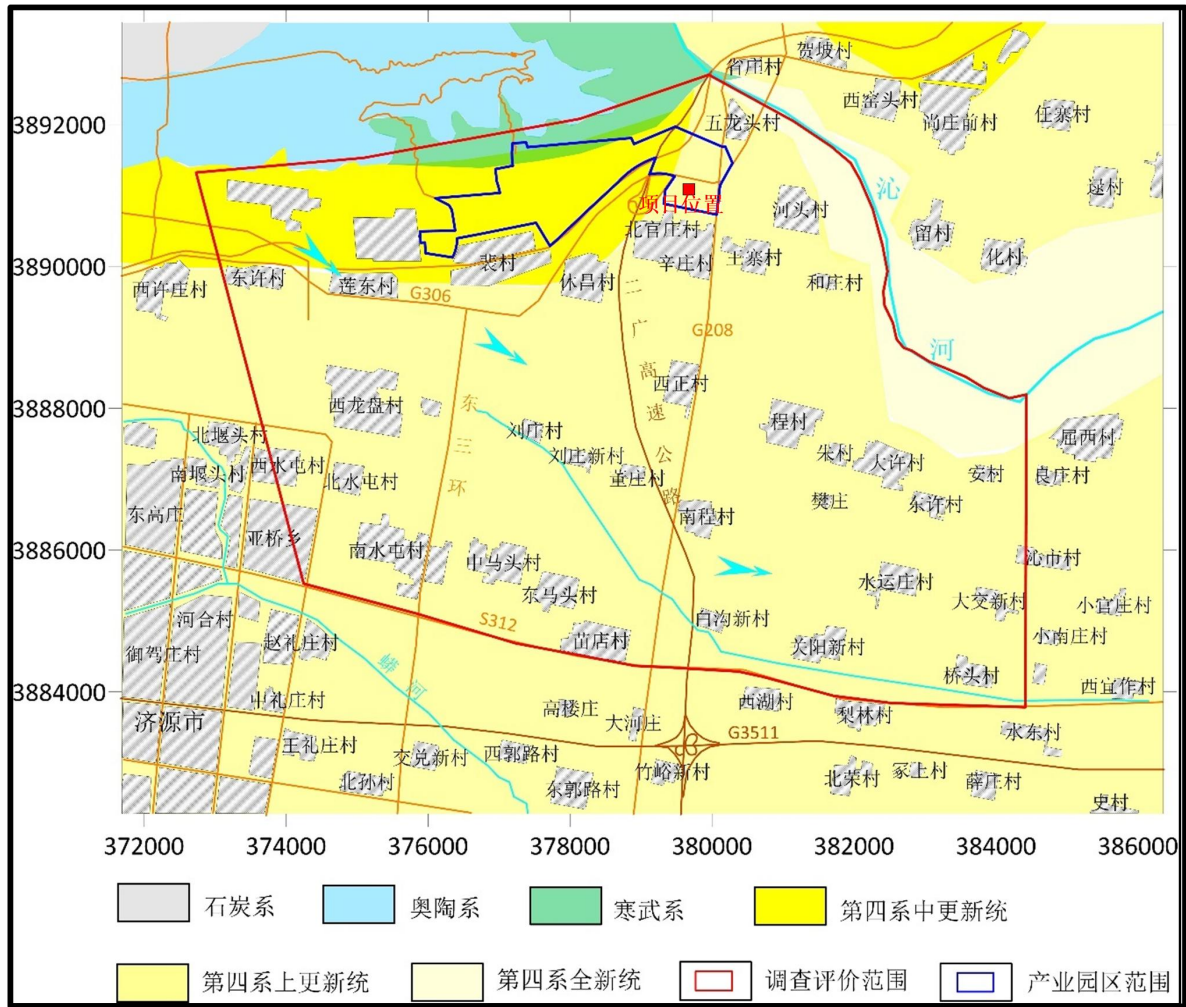 贺坡村
省庄村
西窑头村
尚庄前村
任寨村
3892000
五龙头村
沁
逯村
项目位置
河头村
北官庄村
留村
化村
3890000
裴村
辛庄村
王寨村
休昌村
和庄村
西许庄村
东许村
莲东村
G306
二
广
高
速
公
路
G208
河
西正村
3888000
西龙盘村
东
三
环
刘庄村
程村
屈西村
北堰头村
刘庄新村
朱村
大许村
南堰头村
西水屯村
北水屯村
董庄村
安村
良庄村
东高庄
南程村
樊庄
东许村
亚桥乡
3886000
南水屯村
中马头村
沁市村
东马头村
水运庄村
大交新村
小官庄村
河合村
S312
白沟新村
御驾庄村
赵礼庄村
苗店村
关阳新村
小南庄村
蟒
河
桥头村
3884000
中礼庄村
西湖村
西宜作村
济源市
高楼庄
大河庄
梨林村
G3511
水东村
王礼庄村
交兑新村
西郭路村
竹峪新村
北荣村
冢上村
薛庄村
北孙村
东郭路村
史村
372000 374000 376000 378000 380000 382000 384000 386000
石炭系 奥陶系 寒武系 第四系中更新统
第四系上更新统 第四系全新统 调查评价范围 产业园区范围